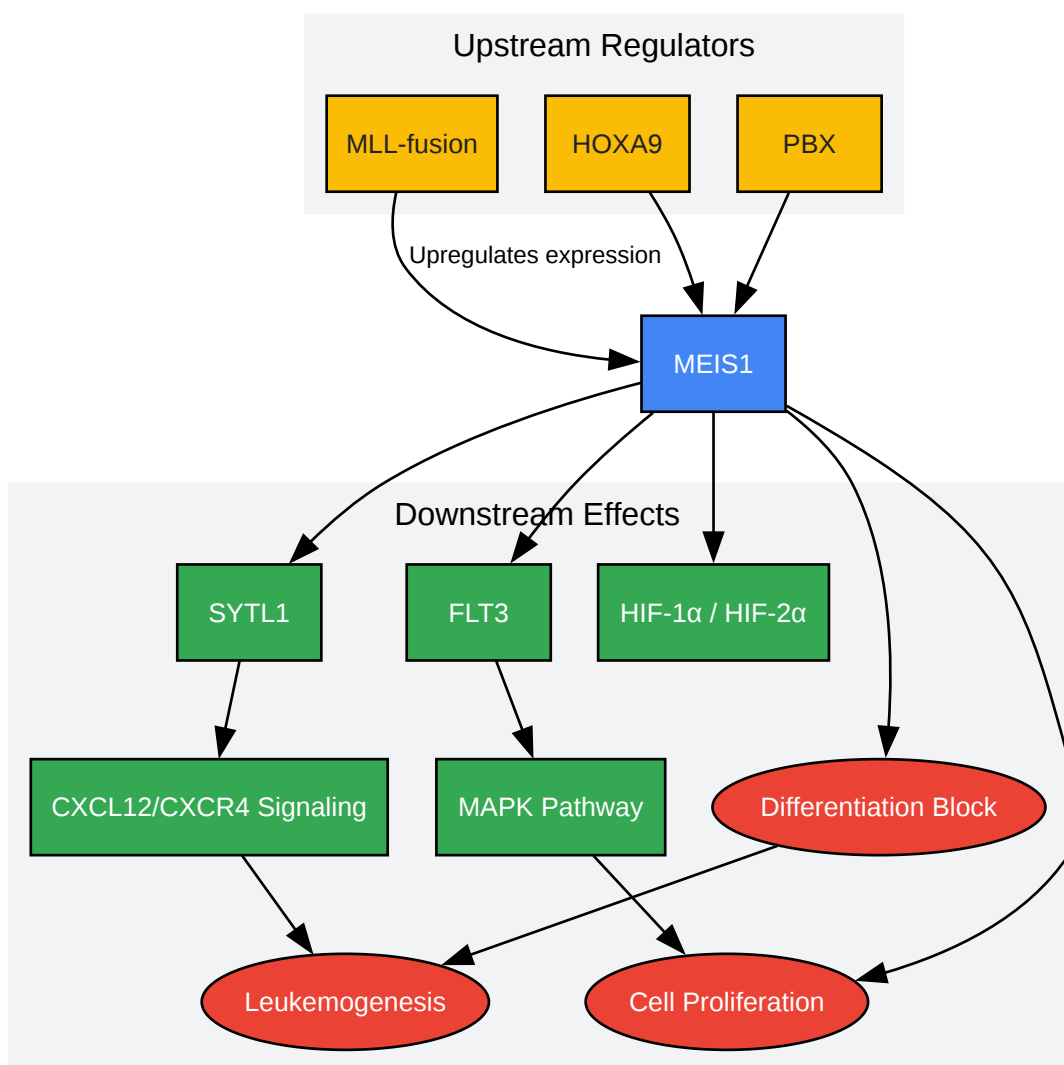 Upstream Regulators
MLL-fusion
HOXA9
PBX
Upregulates expression
MEIS1
Downstream Effects
SYTL1
FLT3
HIF-1α / HIF-2α
CXCL12/CXCR4 Signaling
MAPK Pathway
Differentiation Block
Leukemogenesis
Cell Proliferation